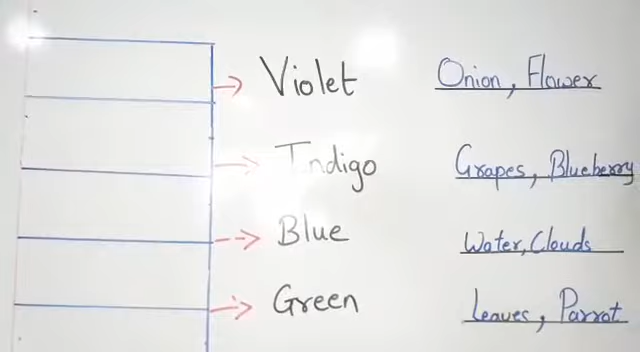 Violet Onion, Flower
Indigo Grapes, Blueberry
Blue Water, Clouds
Green Leaves, Parrot